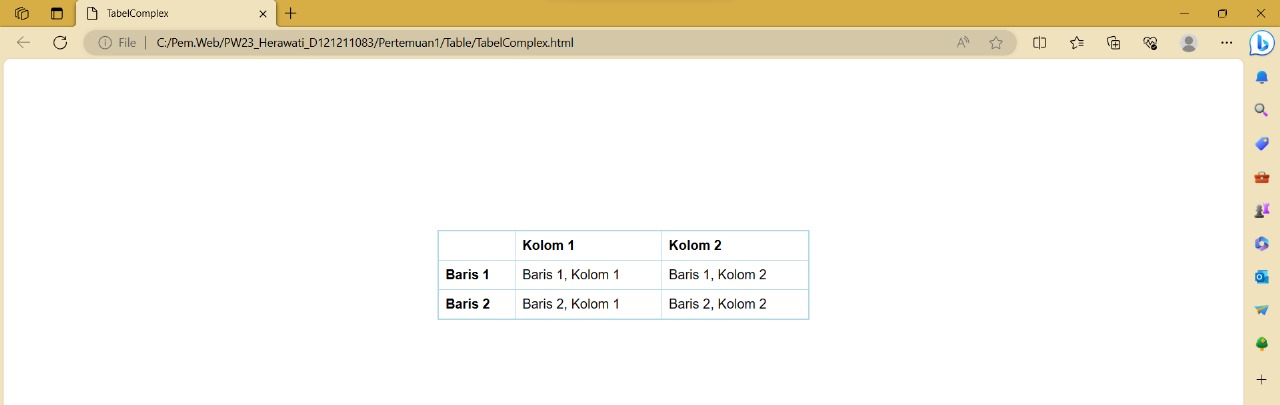 TabelComplex
File | C:/Pem.Web/PW23_Herawati_D121211083/Pertemuan1/Table/TabelComplex.html
Kolom 1 Kolom 2
Baris 1 Baris 1, Kolom 1 Baris 1, Kolom 2
Baris 2 Baris 2, Kolom 1 Baris 2, Kolom 2